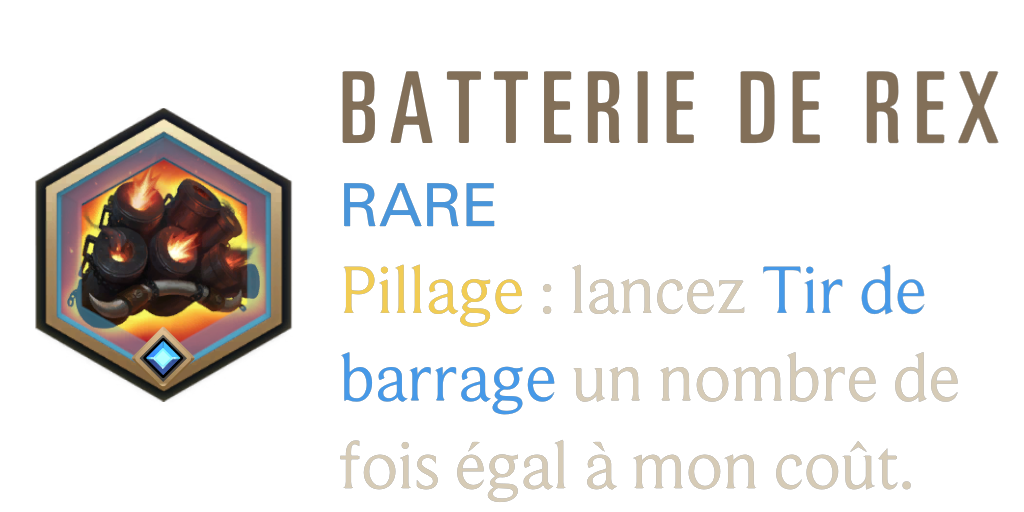 BATTERIE DE REX
RARE
Pillage : lancez Tir de
barrage un nombre de
fois égal à mon coût.